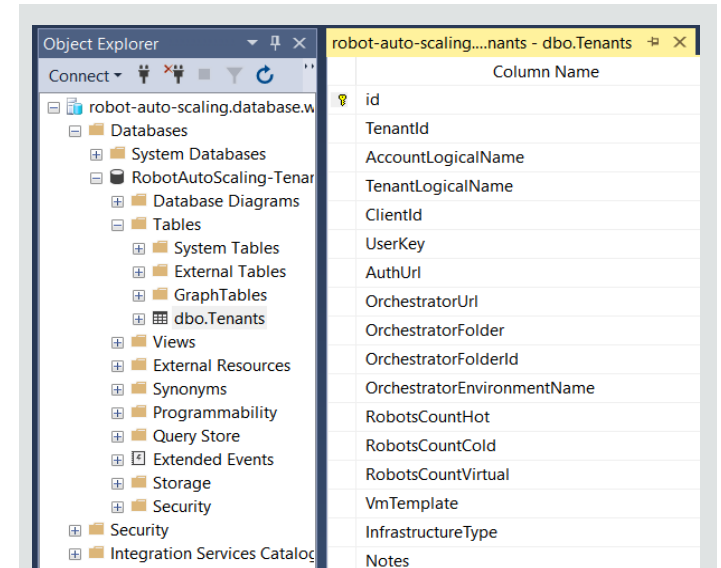 Object Explorer
Connect
robot-auto-scaling.database.w
Databases
System Databases
RobotAutoScaling-Tenar
Database Diagrams
Tables
System Tables
External Tables
GraphTables
dbo.Tenants
Views
External Resources
Synonyms
Programmability
Query Store
Extended Events
Storage
Security
Security
Integration Services Catalog
robot-auto-scaling....nants - dbo.Tenants
Column Name
id
TenantId
AccountLogicalName
TenantLogicalName
ClientId
UserKey
AuthUrl
OrchestratorUrl
OrchestratorFolder
OrchestratorFolderId
OrchestratorEnvironmentName
RobotsCountHot
RobotsCountCold
RobotsCountVirtual
VmTemplate
InfrastructureType
Notes